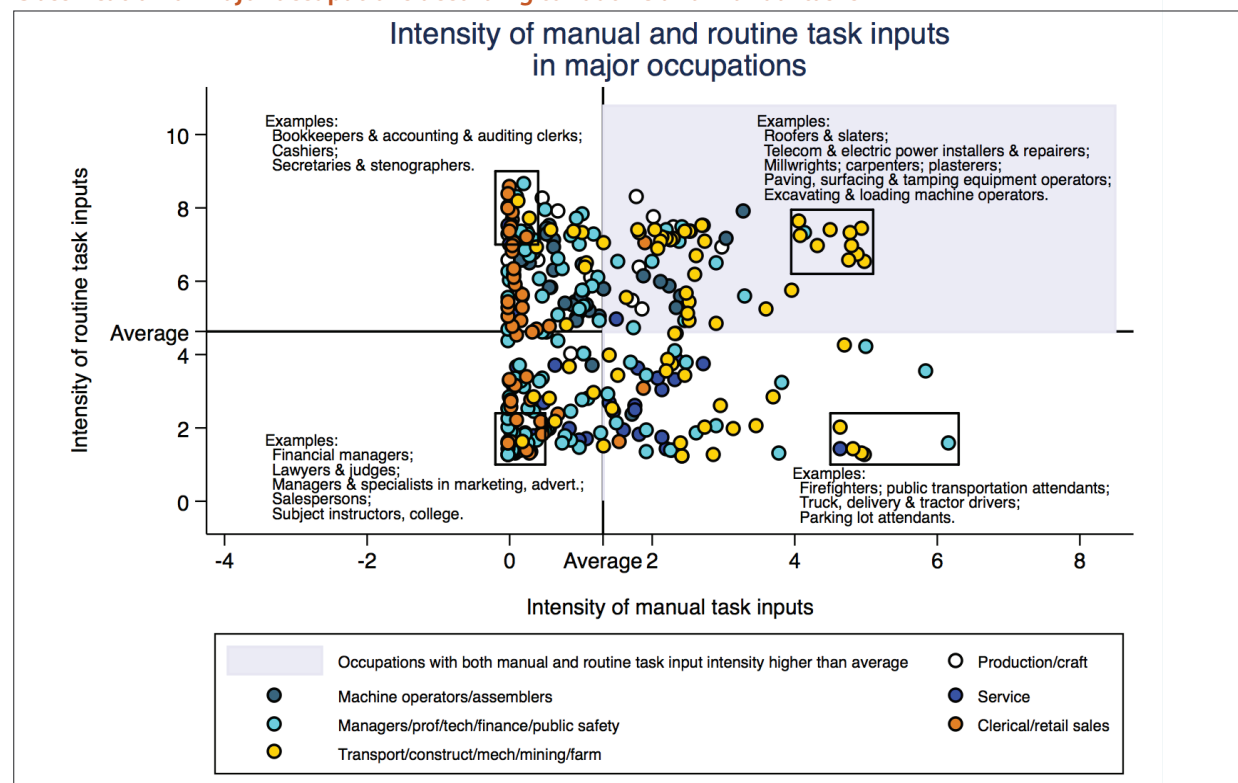 Intensity of manual and routine task inputs
in major occupations
Examples:
Bookkeepers & accounting & auditing clerks;
Cashiers;
Secretaries & stenographers.
Examples:
Roofers & slaters;
Telecom & electric power installers & repairers;
Millwrights; carpenters; plasterers;
Paving, surfacing & tamping equipment operators;
Excavating & loading machine operators.
Intensity of routine task inputs
10
8
6
Average
4
2
0
Examples:
Financial managers;
Lawyers & judges;
Managers & specialists in marketing, advert.;
Salespersons;
Subject instructors, college.
Examples:
Firefighters; public transportation attendants;
Truck, delivery & tractor drivers;
Parking lot attendants.
-4 -2 0 Average 2 4 6 8
Intensity of manual task inputs
Occupations with both manual and routine task input intensity higher than average
Production/craft
Machine operators/assemblers
Service
Managers/prof/tech/finance/public safety
Clerical/retail sales
Transport/construct/mech/mining/farm